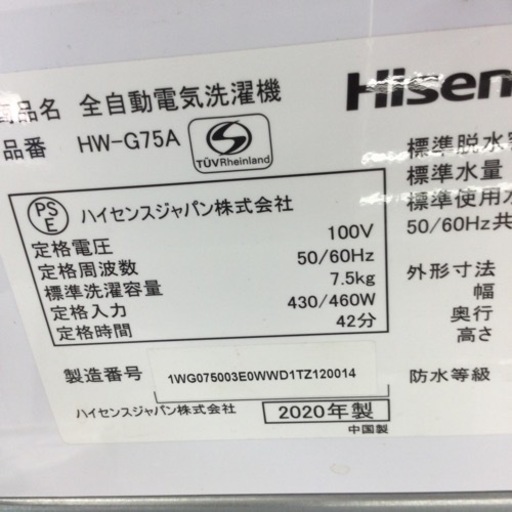 商品名 全自動電気洗濯機 Hisen
品番 HW-G75A
TÜVRheinland
PS
E
ハイセンスジャパン株式会社
定格電圧 100V
定格周波数 50/60Hz
標準洗濯容量 7.5kg
定格入力 430/460W
定格時間 42分
製造番号 1WG075003E0WWD1TZ120014
ハイセンスジャパン株式会社 2020年製
中国製
標準脱水容
標準水量
標準使用水
50/60Hz共
外形寸法
幅
奥行
高さ
防水等級